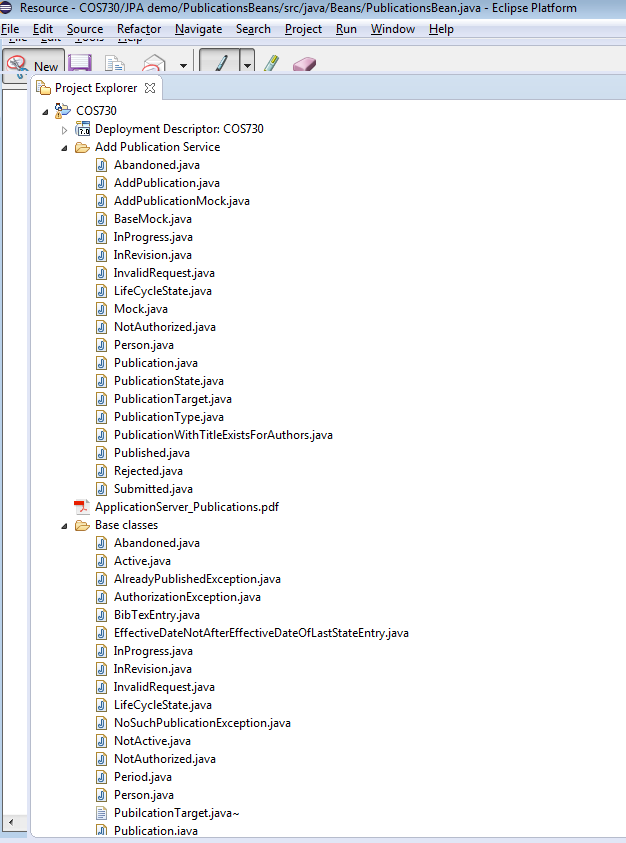 Resource - COS730/JPA demo/PublicationsBeans/src/java/Beans/PublicationsBean.java - Eclipse Platform
File Edit Source Refactor Navigate Search Project Run Window Help
File Edit Tools Help
New
Project Explorer
COS730
Deployment Descriptor: COS730
Add Publication Service
Abandoned.java
AddPublication.java
AddPublicationMock.java
BaseMock.java
InProgress.java
InRevision.java
InvalidRequest.java
LifeCycleState.java
Mock.java
NotAuthorized.java
Person.java
Publication.java
PublicationState.java
PublicationTarget.java
PublicationType.java
PublicationWithTitleExistsForAuthors.java
Published.java
Rejected.java
Submitted.java
ApplicationServer_Publications.pdf
Base classes
Abandoned.java
Active.java
AlreadyPublishedException.java
AuthorizationException.java
BibTexEntry.java
EffectiveDateNotAfterEffectiveDateOfLastStateEntry.java
InProgress.java
InRevision.java
InvalidRequest.java
LifeCycleState.java
NoSuchPublicationException.java
NotActive.java
NotAuthorized.java
Period.java
Person.java
PubilcationTarget.java~
Publication.java